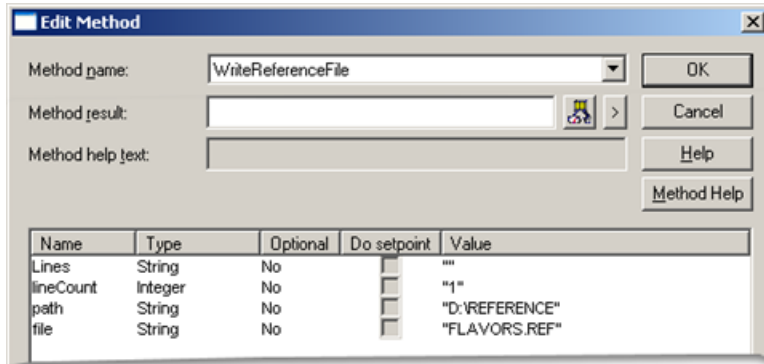 Edit Method
Method name: WriteReferenceFile OK
Method result: > Cancel
Method help text: Help
Method Help
Name Type Optional Do setpoint Value
Lines String No ""
lineCount Integer No "1"
path String No "D:\REFERENCE"
file String No "FLAVORS.REF"